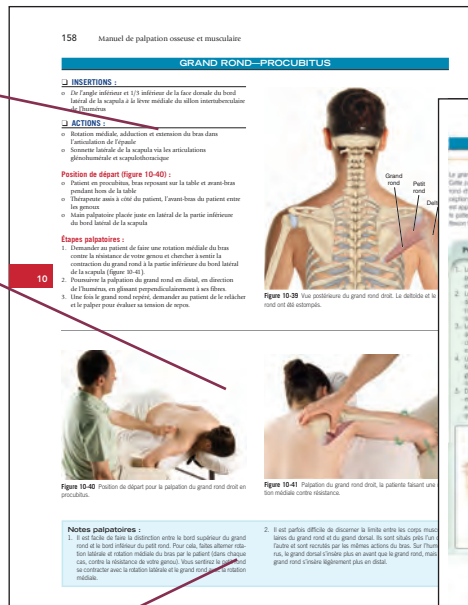 158 Manuel de palpation osseuse et musculaire
GRAND ROND—PROCUBITUS
❑ INSERTIONS :
o De l'angle inférieur et 1/3 inférieur de la face dorsale du bord
latéral de la scapula à le lèvre médiale du sillon intertuberculaire
de l'humérus
❑ ACTIONS :
o Rotation médiale, adduction et extension du bras dans
l'articulation de l'épaule
o Sonnette latérale de la scapula via les articulations
glénohumérale et scapulothoracique
Position de départ (figure 10-40) :
o Patient en procubitus, bras reposant sur la table et avant-bras
pendant hors de la table
o Thérapeute assis à côté du patient, l'avant-bras du patient entre
les genoux
o Main palpatoire placée juste en latéral de la partie inférieure
du bord latéral de la scapula
Étapes palpatoires :
1. Demander au patient de faire une rotation médiale du bras
contre la résistance de votre genou et chercher à sentir la
contraction du grand rond à la partie inférieure du bord latéral
de la scapula (figure 10-41).
2. Poursuivre la palpation du grand rond en distal, en direction
de l'humérus, en glissant perpendiculairement à ses fibres.
3. Une fois le grand rond repéré, demander au patient de le relâcher
et le palper pour évaluer sa tension de repos.
10
Grand
rond
Petit
rond
Delt
Figure 10-39 Vue postérieure du grand rond droit. Le deltoïde et le
rond ont été estompés.
Figure 10-40 Position de départ pour la palpation du grand rond droit en
procubitus.
Figure 10-41 Palpation du grand rond droit, la patiente faisant une
tion médiale contre résistance.
Notes palpatoires :
1. Il est facile de faire la distinction entre le bord supérieur du grand
rond et le bord inférieur du petit rond. Pour cela, faites alterner rota-
tion latérale et rotation médiale du bras par le patient (dans chaque
cas, contre la résistance de votre genou). Vous sentirez le petit rond
se contracter avec la rotation latérale et le grand rond avec la rotation
médiale.
2. Il est parfois difficile de discerner la limite entre les corps muscu
laires du grand rond et du grand dorsal. Ils sont situés près l'un
l'autre et sont recrutés par les mêmes actions du bras. Sur l'hum
rus, le grand dorsal s'insère plus en avant que le grand rond, mais
grand rond s'insère légèrement plus en distal.